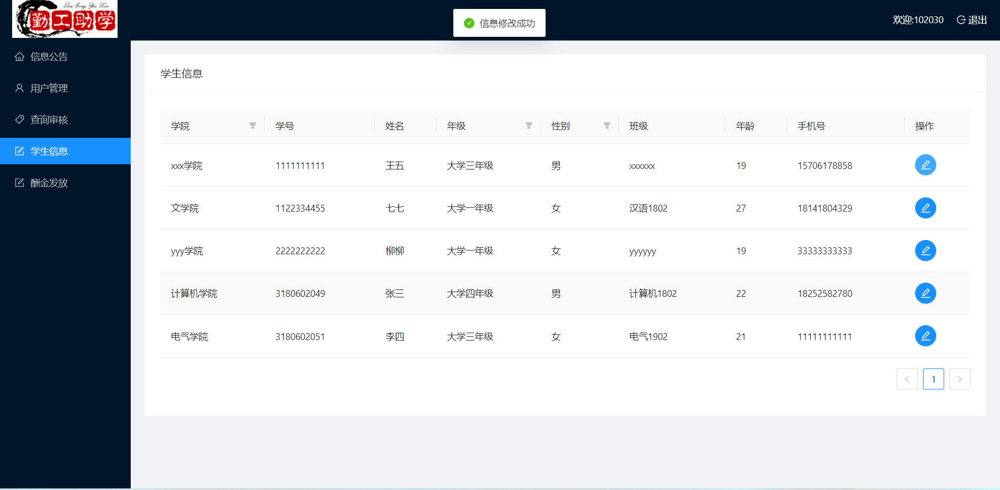 Qin Gong Zhu Xue
勤工助学
信息修改成功
欢迎:102030 退出
信息公告
用户管理
查询审核
学生信息
酬金发放
学生信息
学院 学号 姓名 年级 性别 班级 年龄 手机号 操作
xxx学院 1111111111 王五 大学三年级 男 xxxxxx 19 15706178858
文学院 1122334455 七七 大学一年级 女 汉语1802 27 18141804329
yyy学院 2222222222 柳柳 大学一年级 女 yyyyyy 19 33333333333
计算机学院 3180602049 张三 大学四年级 男 计算机1802 22 18252582780
电气学院 3180602051 李四 大学三年级 女 电气1902 21 11111111111
1